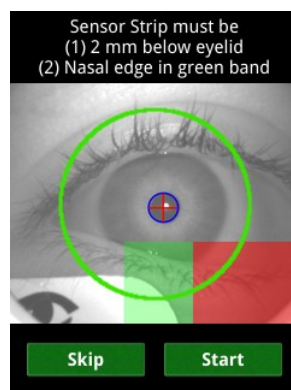 Sensor Strip must be
(1) 2 mm below eyelid
(2) Nasal edge in green band
Skip
Start